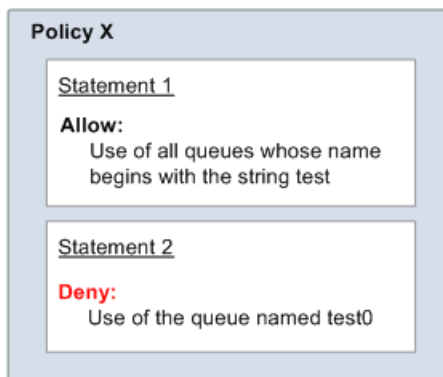 Policy X
Statement 1
Allow:
Use of all queues whose name
begins with the string test
Statement 2
Deny:
Use of the queue named test0